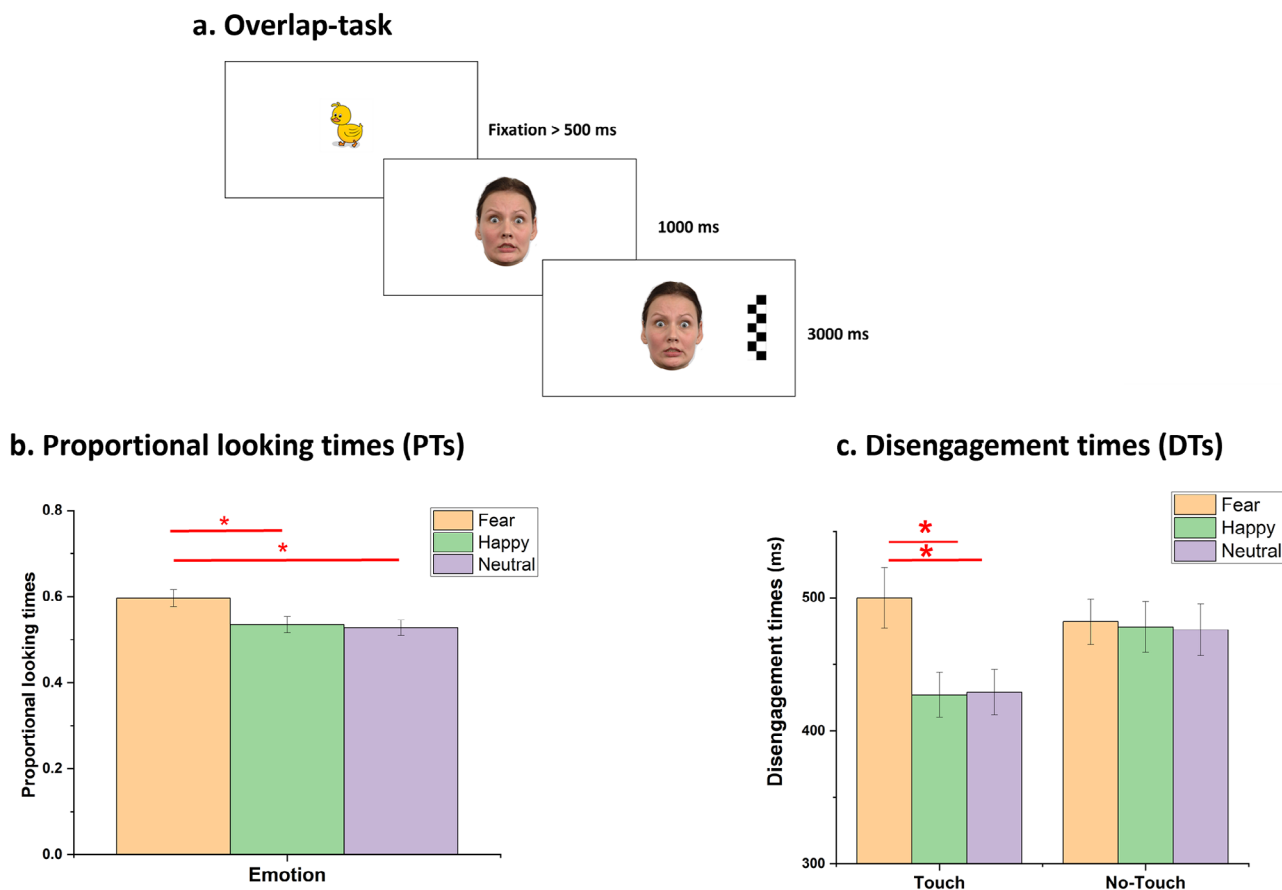 a. Overlap-task
Fixation > 500 ms
1000 ms
3000 ms
b. Proportional looking times (PTs)
0.8
0.6
0.4
0.2
0.0
Proportional looking times
*
*
Fear
Happy
Neutral
Emotion
c. Disengagement times (DTs)
500
400
300
Disengagement times (ms)
*
*
Fear
Happy
Neutral
Touch
No-Touch